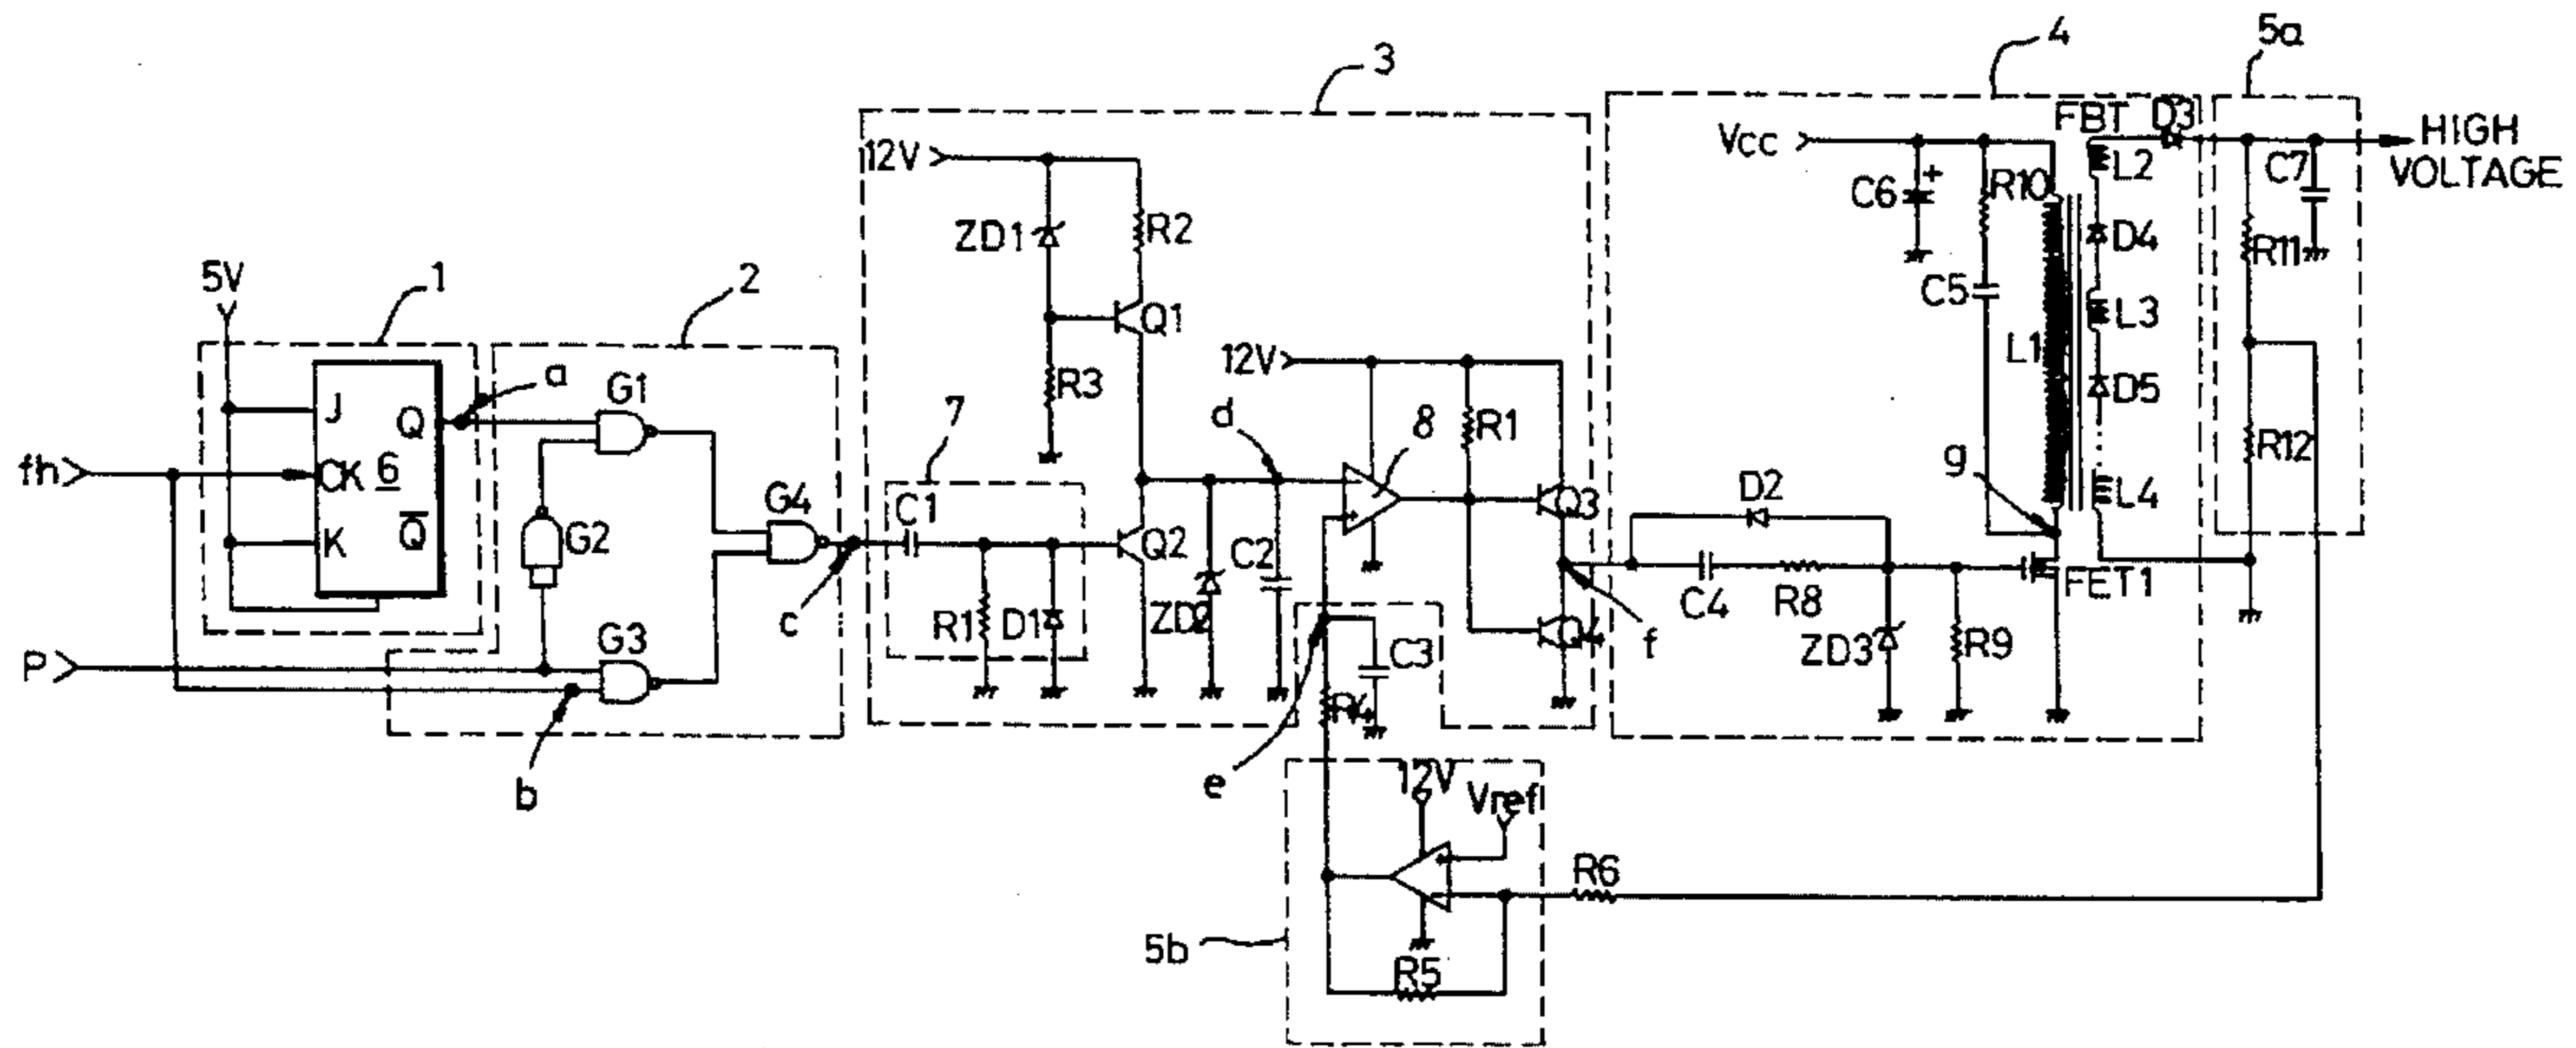 3
4
5a
12V
Vcc
FBT
D3
HIGH
VOLTAGE
C6
+
R10
L2
C7
ZD1
R2
D4
R11
5V
1
2
C5
L3
Q1
L1
12V
R3
D5
a
G1
J
Q
7
d
8
R1
R12
fh
CK
6
g
L4
G4
C1
D2
Q3
K
Q
G2
Q2
C2
FET1
C4
R8
R1
D1
ZD2
c
f
P
G3
C3
ZD3
R9
R4
b
e
12V
Vref
+
R6
5b
R5